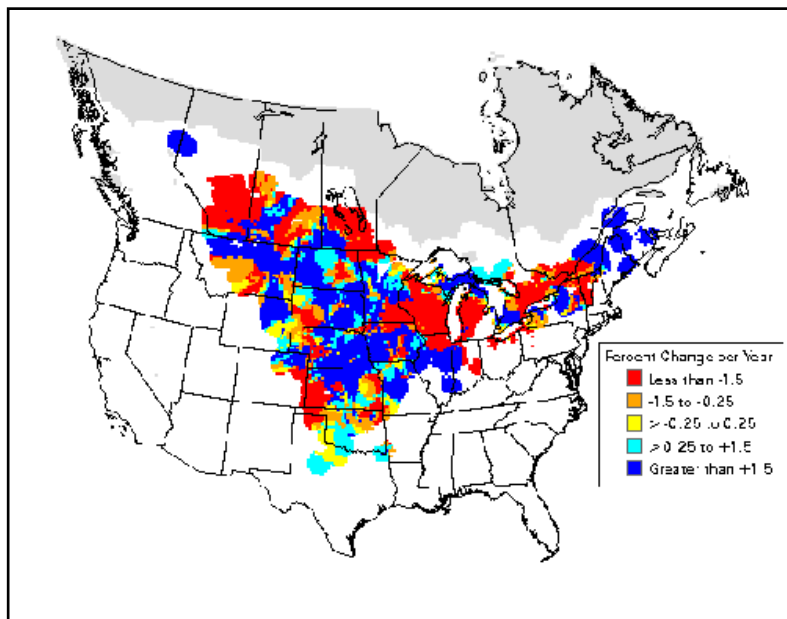 Percent Change per Year
Less than -1.5
-1.5 to -0.25
> -0.25 to 0.25
> 0.25 to +1.5
Greater than +1.5